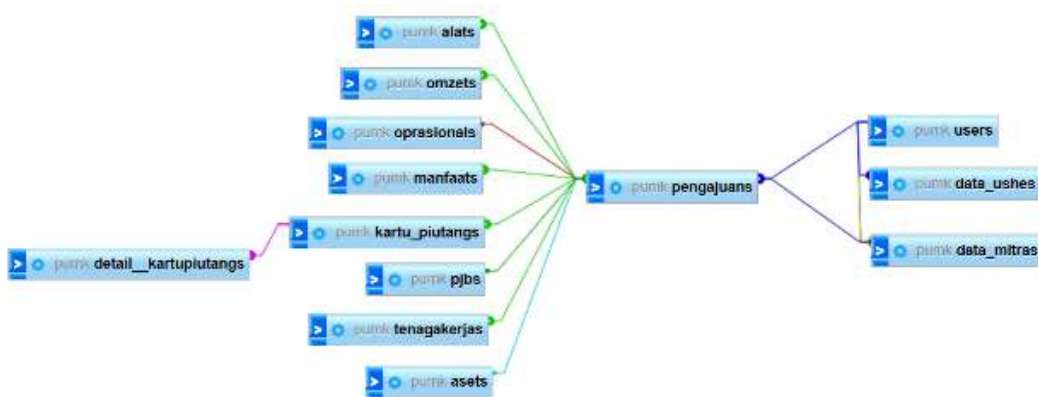 pumk alats
pumk omzets
pumk oprasionals
pumk manfaats
pumk kartu_piutangs
pumk detail__kartupiutangs
pumk pjbs
pumk tenagakerjas
pumk asets
pumk pengajuans
pumk users
pumk data_ushes
pumk data_mitras